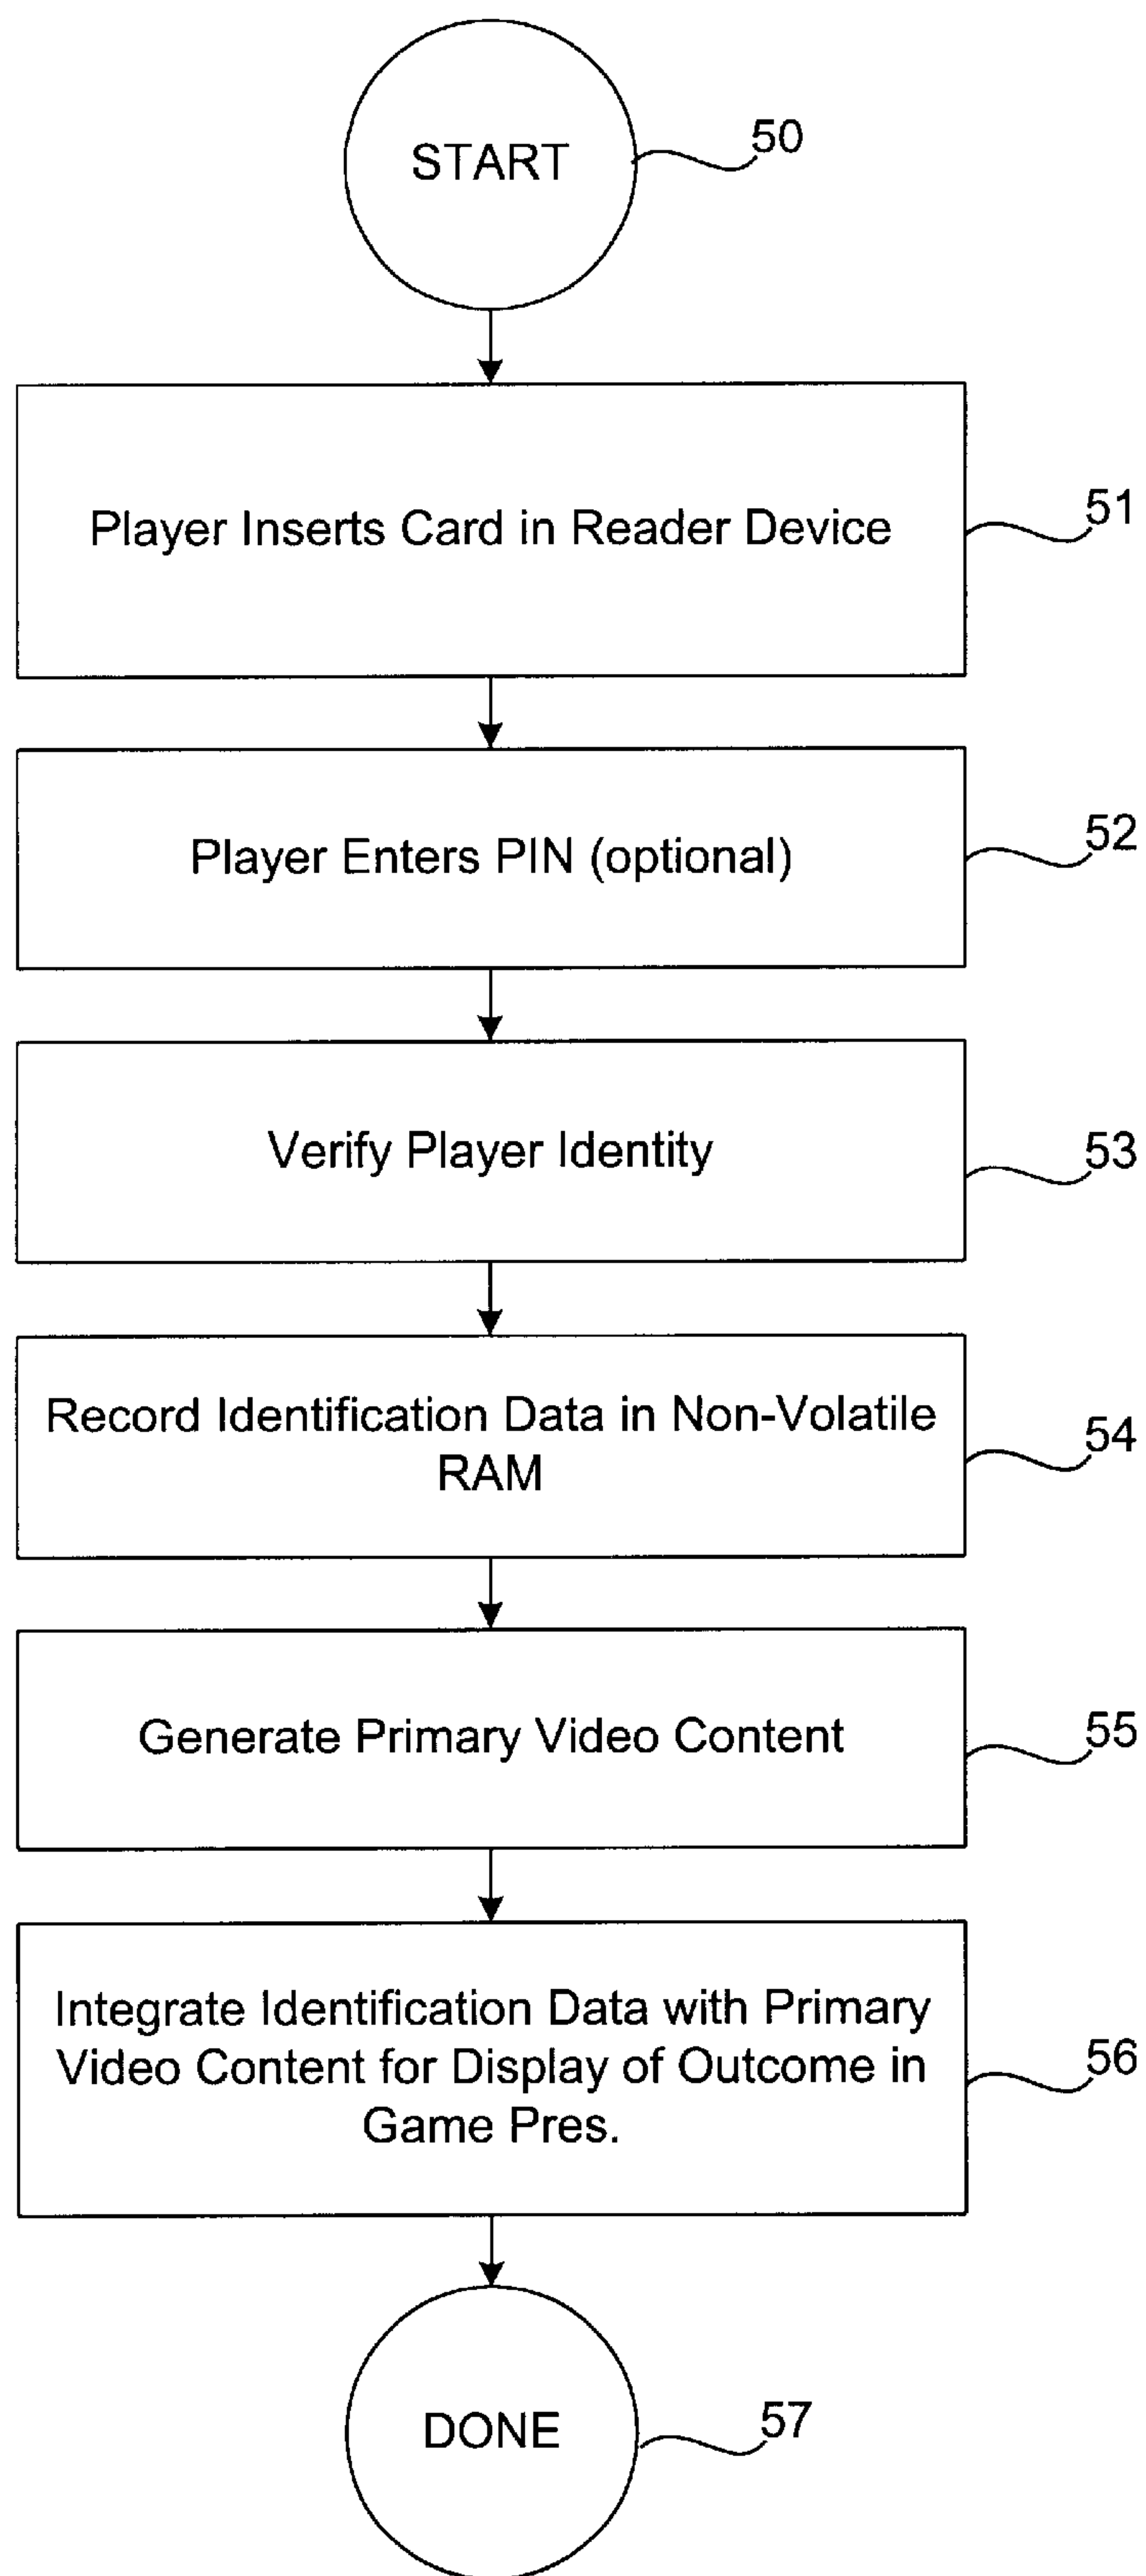 START
50
Player Inserts Card in Reader Device
51
Player Enters PIN (optional)
52
Verify Player Identity
53
Record Identification Data in Non-Volatile
RAM
54
Generate Primary Video Content
55
Integrate Identification Data with Primary
Video Content for Display of Outcome in
Game Pres.
56
DONE
57